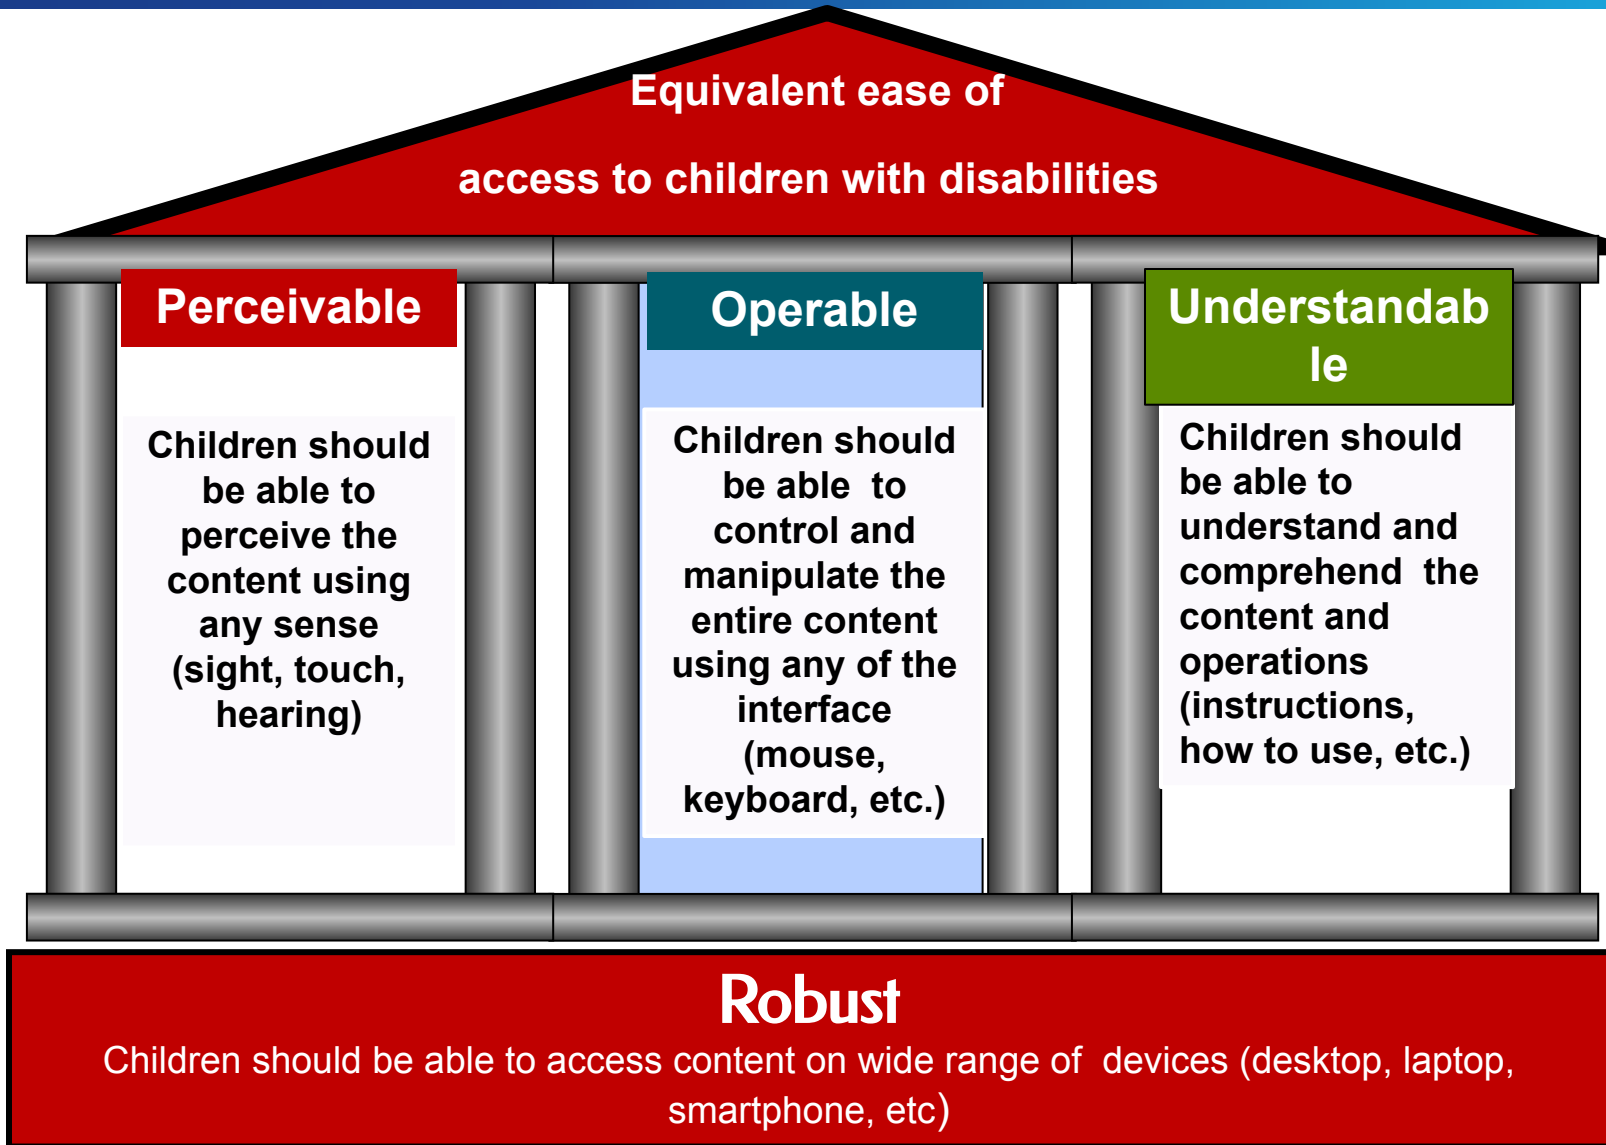 Equivalent ease of
access to children with disabilities
Perceivable
Children should
be able to
perceive the
content using
any sense
(sight, touch,
hearing)
Operable
Children should
be able  to
control and
manipulate the
entire content
using any of the
interface
(mouse,
keyboard, etc.)
Understandab
le
Children should
be able to
understand and
comprehend  the
content and
operations
(instructions,
how to use, etc.)
Robust
Children should be able to access content on wide range of  devices (desktop, laptop,
smartphone, etc)